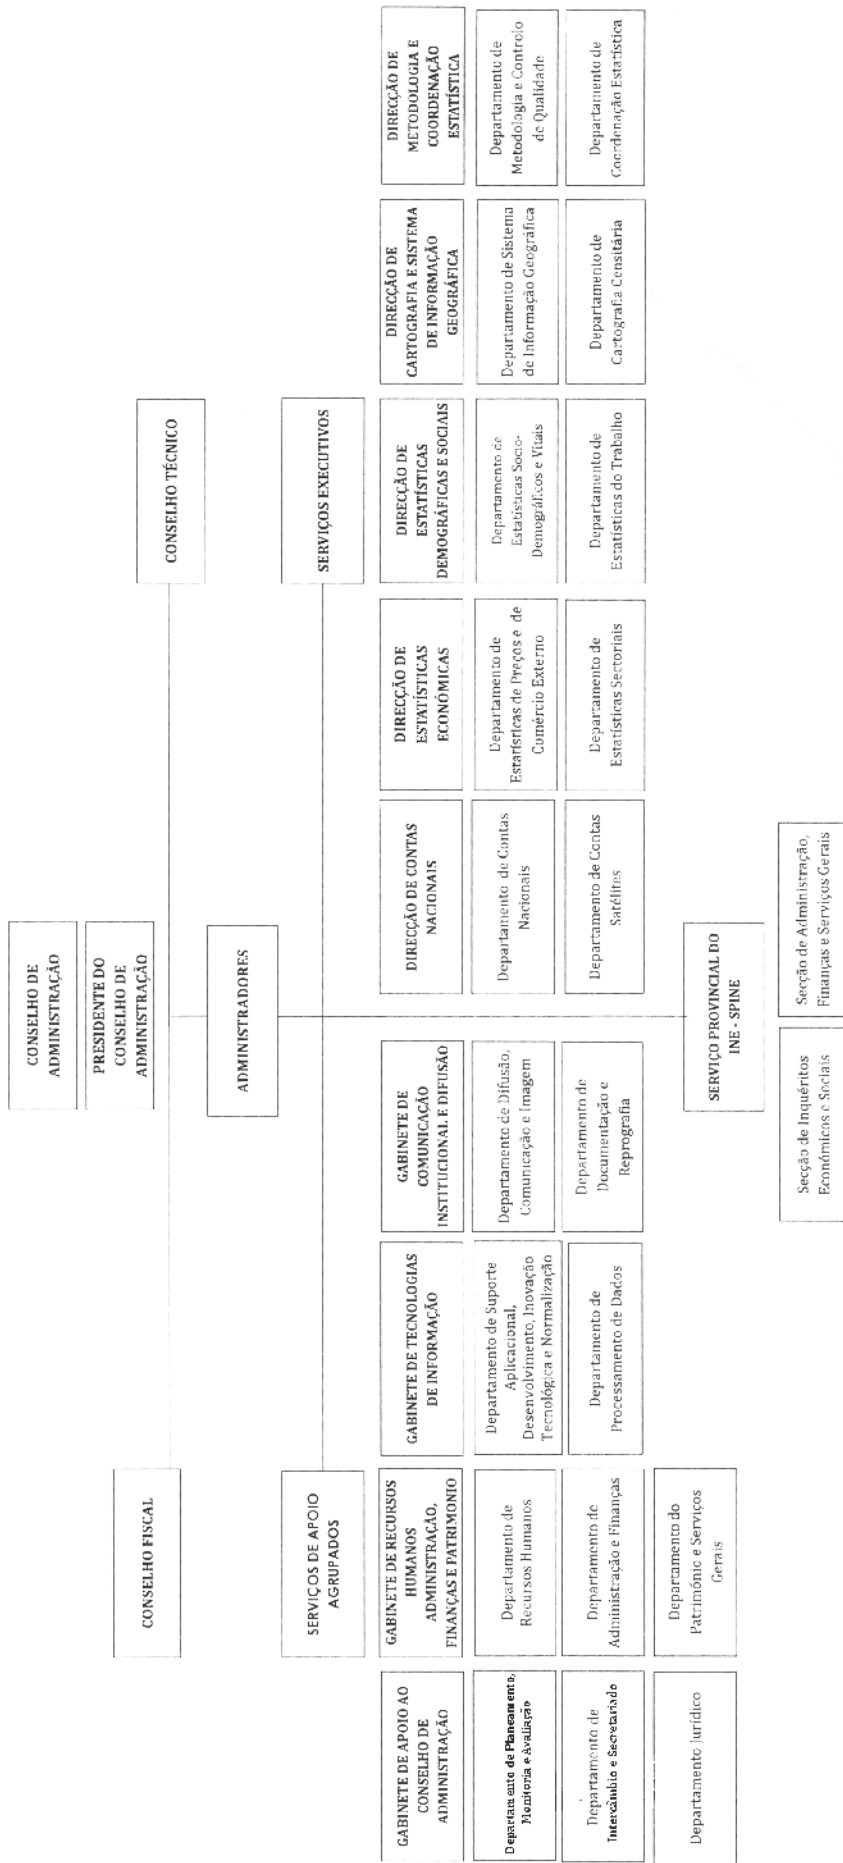 CONSELHO DE
ADMINISTRAÇÃO
PRESIDENTE DO
CONSELHO DE
ADMINISTRAÇÃO
CONSELHO FISCAL
CONSELHO TÉCNICO
ADMINISTRADORES
SERVIÇOS DE APOIO
AGRUPADOS
SERVIÇOS EXECUTIVOS
GABINETE DE APOIO AO
CONSELHO DE
ADMINISTRAÇÃO
Departamento de Planeamento,
Monitoria e Avaliação
Departamento de
Intercâmbio e Secretariado
Departamento Jurídico
GABINETE DE RECURSOS
HUMANOS
ADMINISTRAÇÃO,
FINANÇAS E PATRIMONIO
Departamento de
Recursos Humanos
Departamento de
Administração e Finanças
Departamento do
Património e Serviços
Gerais
GABINETE DE TECNOLOGIAS
DE INFORMAÇÃO
Departamento de Suporte
Aplicacional,
Desenvolvimento, Inovação
Tecnológica e Normalização
Departamento de
Processamento de Dados
GABINETE DE
COMUNICAÇÃO
INSTITUCIONAL E DIFUSÃO
Departamento de Difusão,
Comunicação e Imagem
Departamento de
Documentação e
Reprografia
DIRECÇÃO DE CONTAS
NACIONAIS
Departamento de Contas
Nacionais
Departamento de Contas
Satélites
DIRECÇÃO DE
ESTATÍSTICAS
ECONÓMICAS
Departamento de
Estatísticas de Preços e de
Comércio Externo
Departamento de
Estatísticas Sectoriais
DIRECÇÃO DE
ESTATÍSTICAS
DEMOGRÁFICAS E SOCIAIS
Departamento de
Estatísticas Socio-
Demográficos e Vitais
Departamento de
Estatísticas do Trabalho
DIRECÇÃO DE
CARTOGRAFIA E SISTEMA
DE INFORMAÇÃO
GEOGRÁFICA
Departamento de Sistema
de Informação Geográfica
Departamento de
Cartografia Censitária
DIRECÇÃO DE
METODOLOGIA E
COORDENAÇÃO
ESTATÍSTICA
Departamento de
Metodologia e Controlo
de Qualidade
Departamento de
Coordenação Estatística
SERVIÇO PROVINCIAL DO
INE - SPINE
Secção de Inquéritos
Económicos e Sociais
Secção de Administração,
Finanças e Serviços Gerais